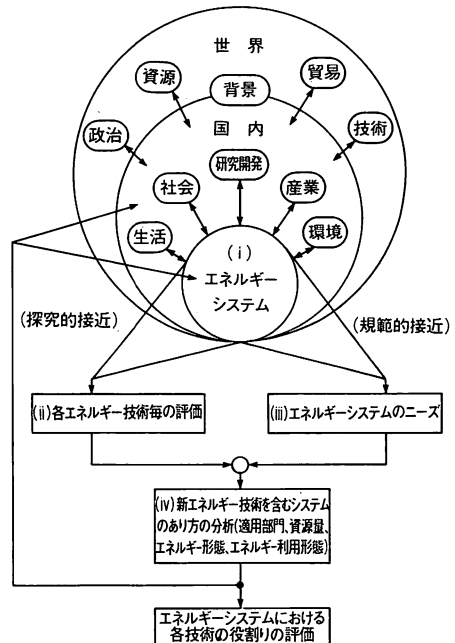 世界
資源
背景
貿易
政治
国内
技術
研究開発
社会
産業
生活
環境
(i)
エネルギー
システム
(探究的接近)
(規範的接近)
(ii)各エネルギー技術毎の評価
(iii)エネルギーシステムのニーズ
(iv)新エネルギー技術を含むシステム
のあり方の分析(適用部門、資源量、
エネルギー形態、エネルギー利用形態)
エネルギーシステムにおける
各技術の役割りの評価